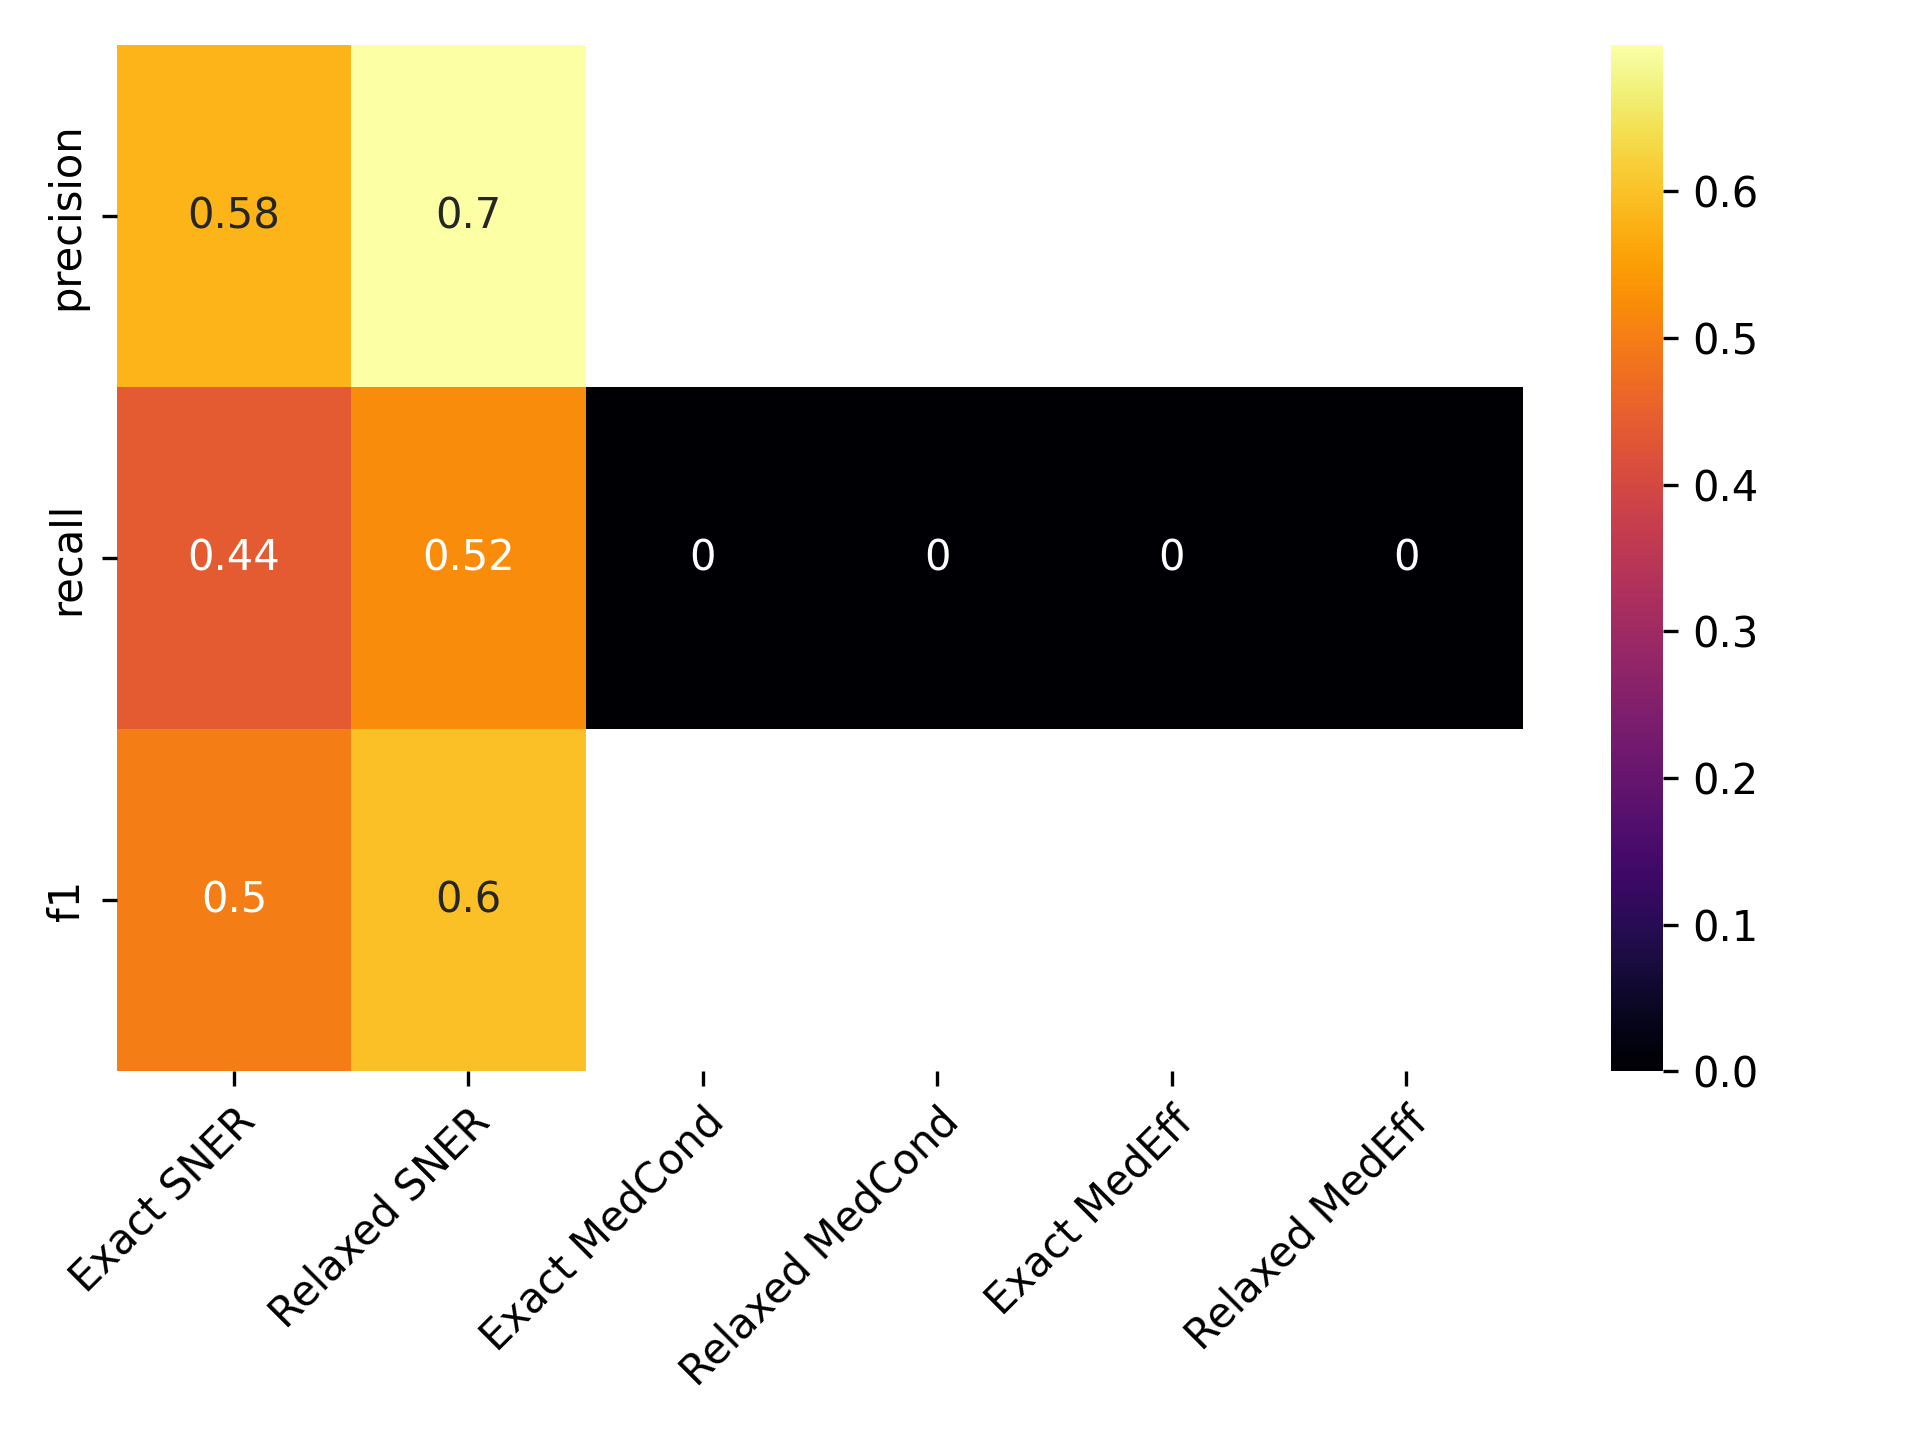 precision
0.58 0.7
recall
0.44 0.52 0 0 0 0
f1
0.5 0.6
Exact SNER
Relaxed SNER
Exact MedCond
Relaxed MedCond
Exact MedEff
Relaxed MedEff
0.6
0.5
0.4
0.3
0.2
0.1
0.0